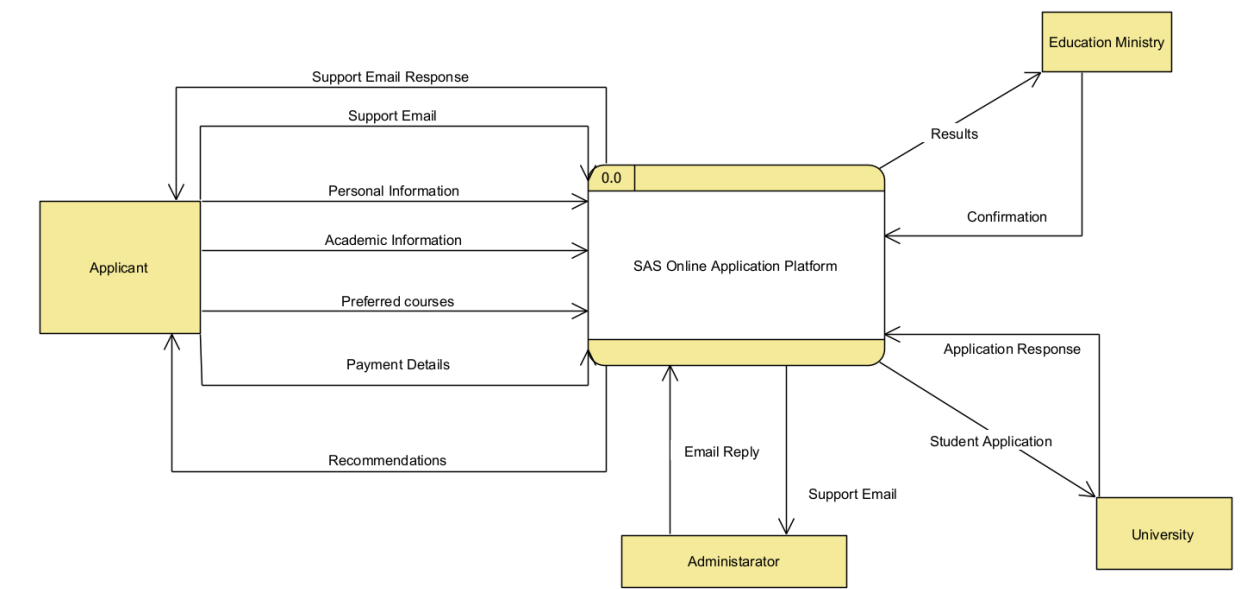 Education Ministry
Support Email Response
Support Email
Results
0.0
Personal Information
Confirmation
Academic Information
Applicant
SAS Online Application Platform
Preferred courses
Application Response
Payment Details
Student Application
Email Reply
Recommendations
Support Email
University
Administarator